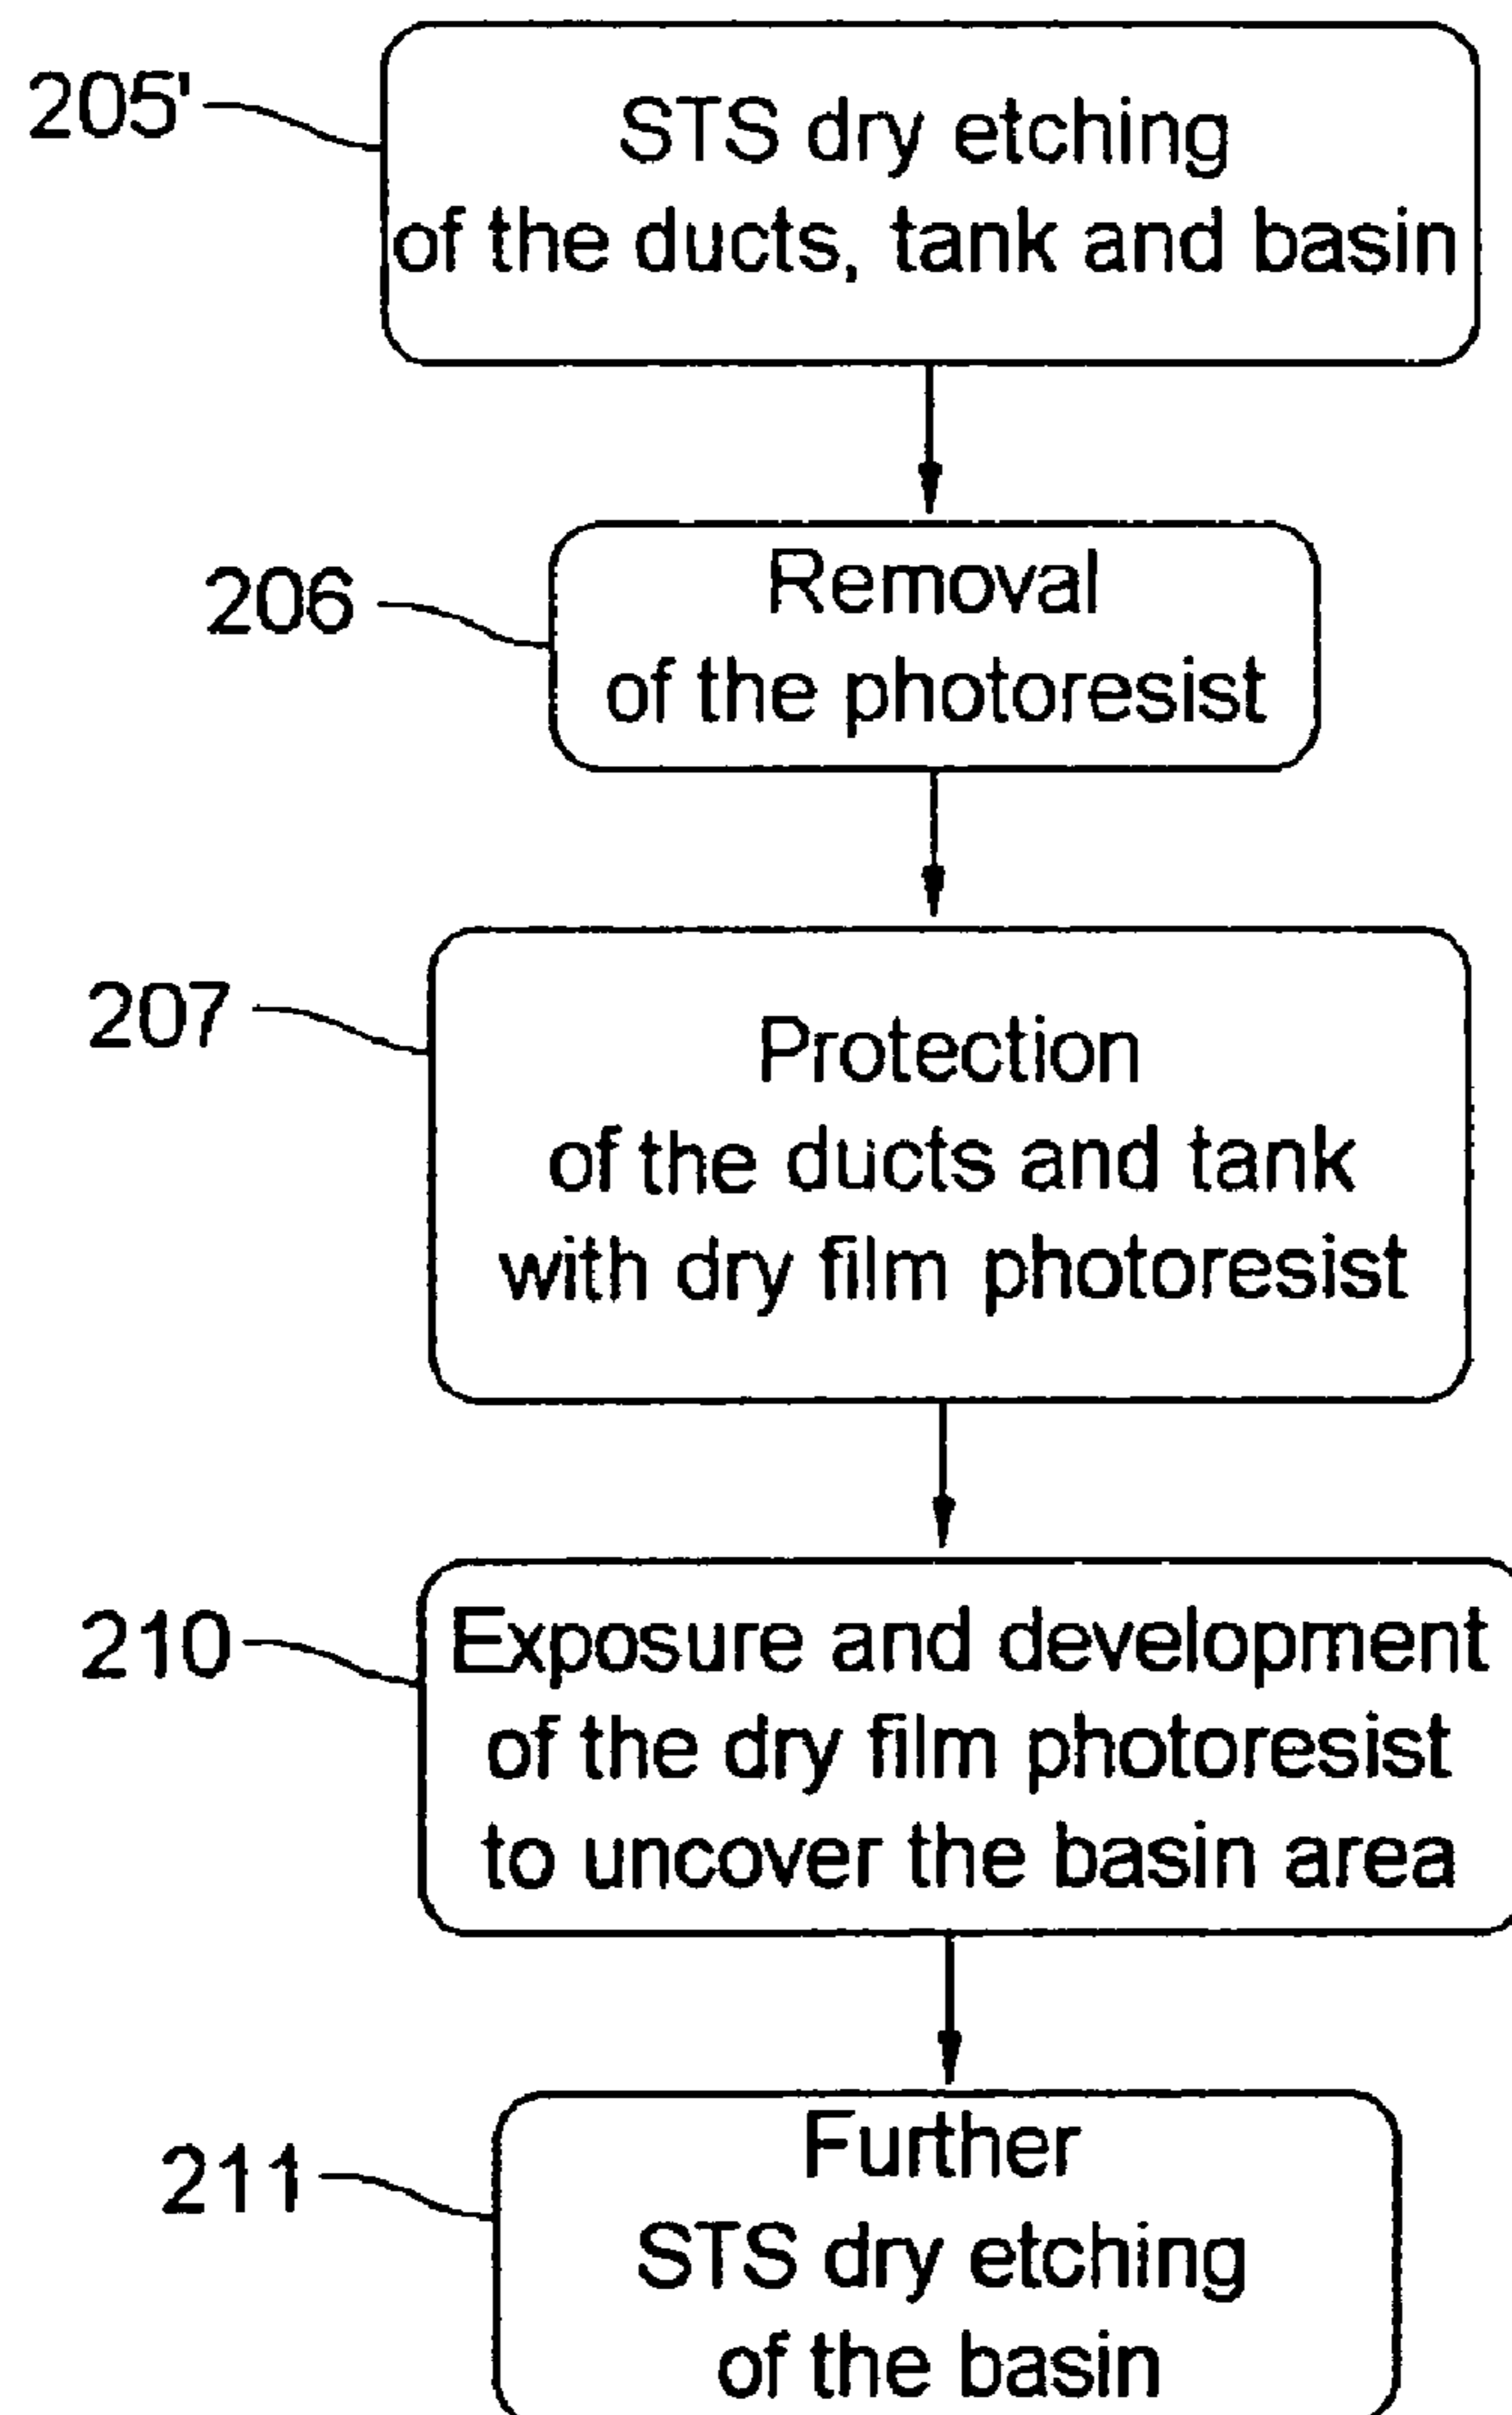 205'
STS dry etching
of the ducts, tank and basin
206
Removal
of the photoresist
207
Protection
of the ducts and tank
with dry film photoresist
210
Exposure and development
of the dry film photoresist
to uncover the basin area
211
Further
STS dry etching
of the basin